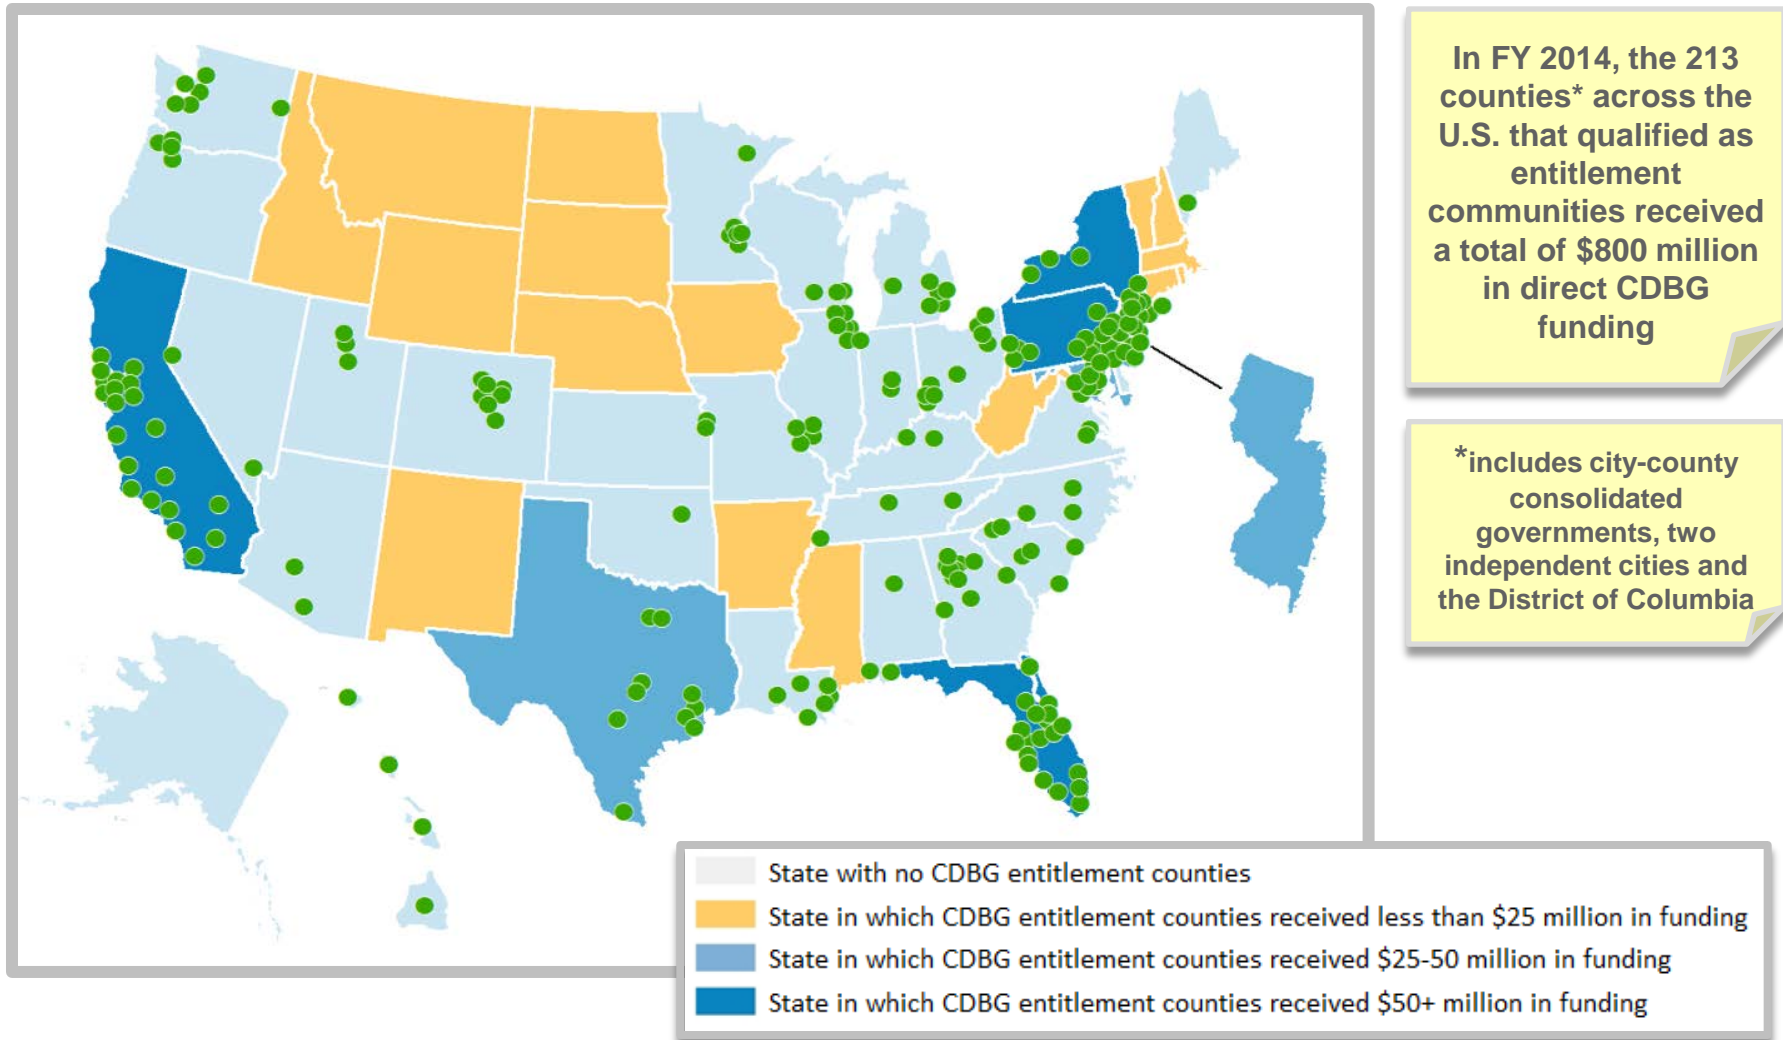 In FY 2014, the 213
counties* across the
U.S. that qualified as
entitlement
communities received
a total of $800 million
in direct CDBG
funding
*includes city-county
consolidated
governments, two
independent cities and
the District of Columbia
State with no CDBG entitlement counties
State in which CDBG entitlement counties received less than $25 million in funding
State in which CDBG entitlement counties received $25-50 million in funding
State in which CDBG entitlement counties received $50+ million in funding